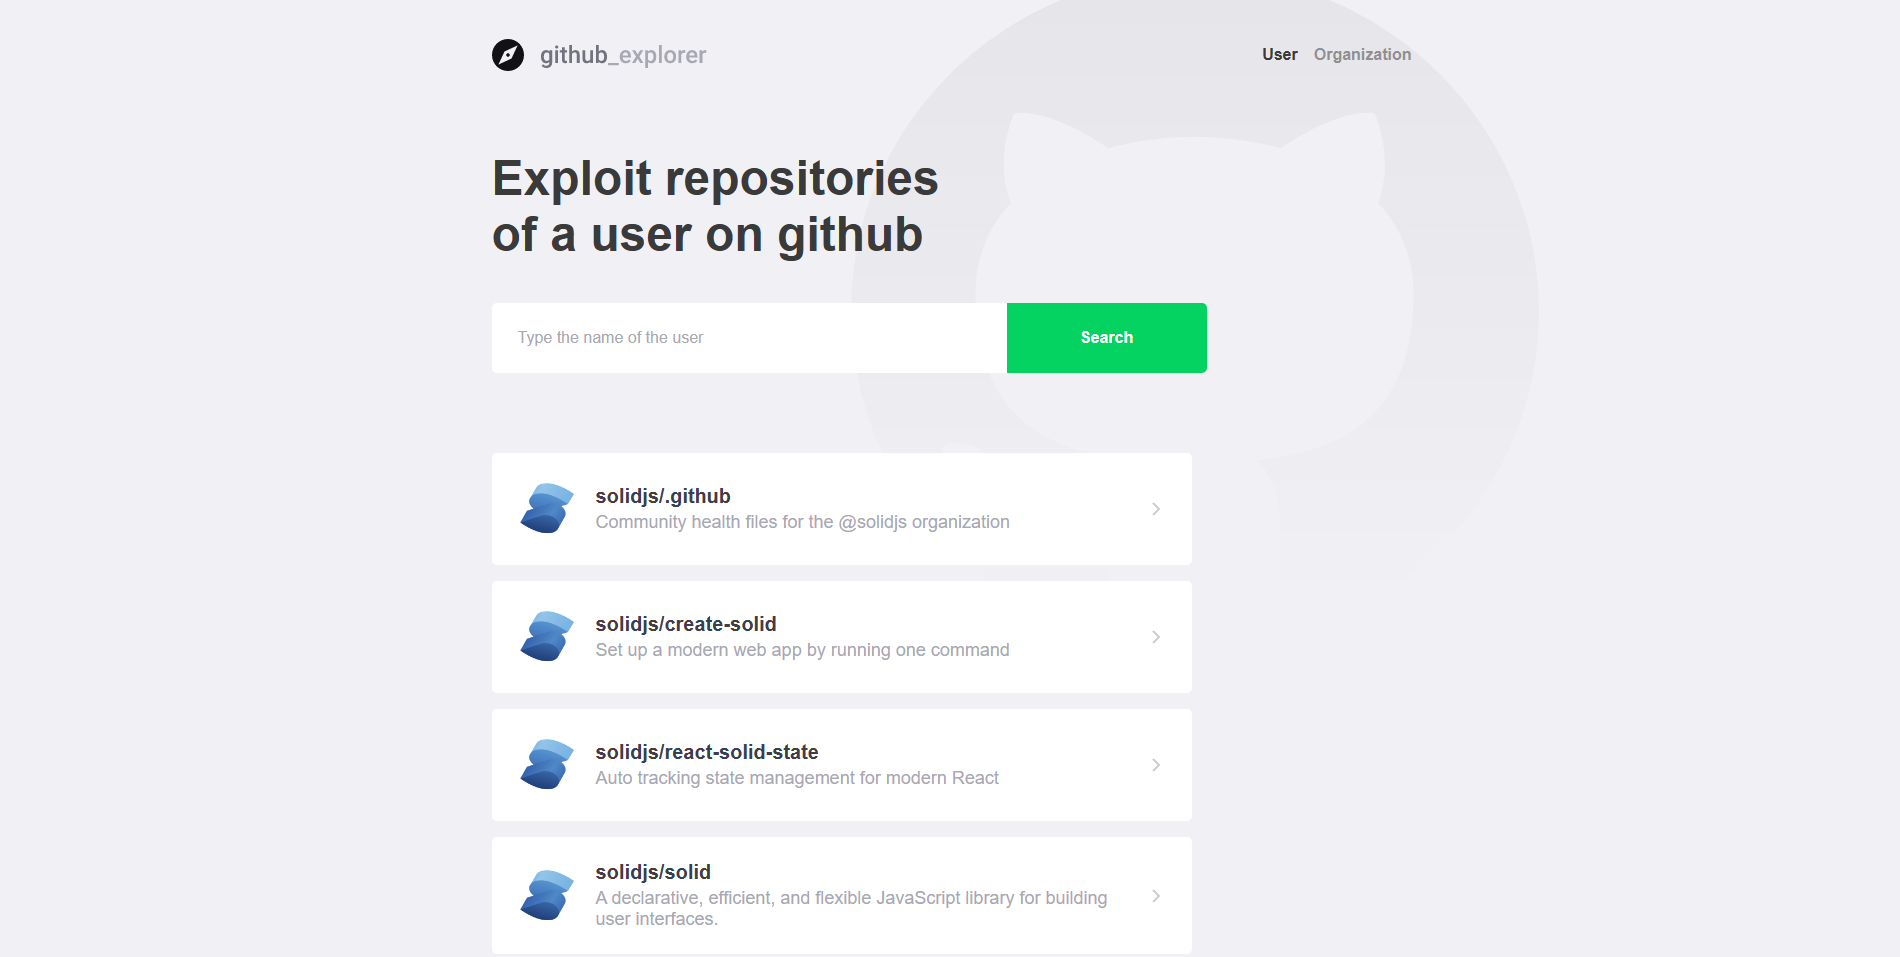 github_explorer
User Organization
Exploit repositories
of a user on github
Type the name of the user
Search
solidjs/.github
Community health files for the @solidjs organization
solidjs/create-solid
Set up a modern web app by running one command
solidjs/react-solid-state
Auto tracking state management for modern React
solidjs/solid
A declarative, efficient, and flexible JavaScript library for building
user interfaces.